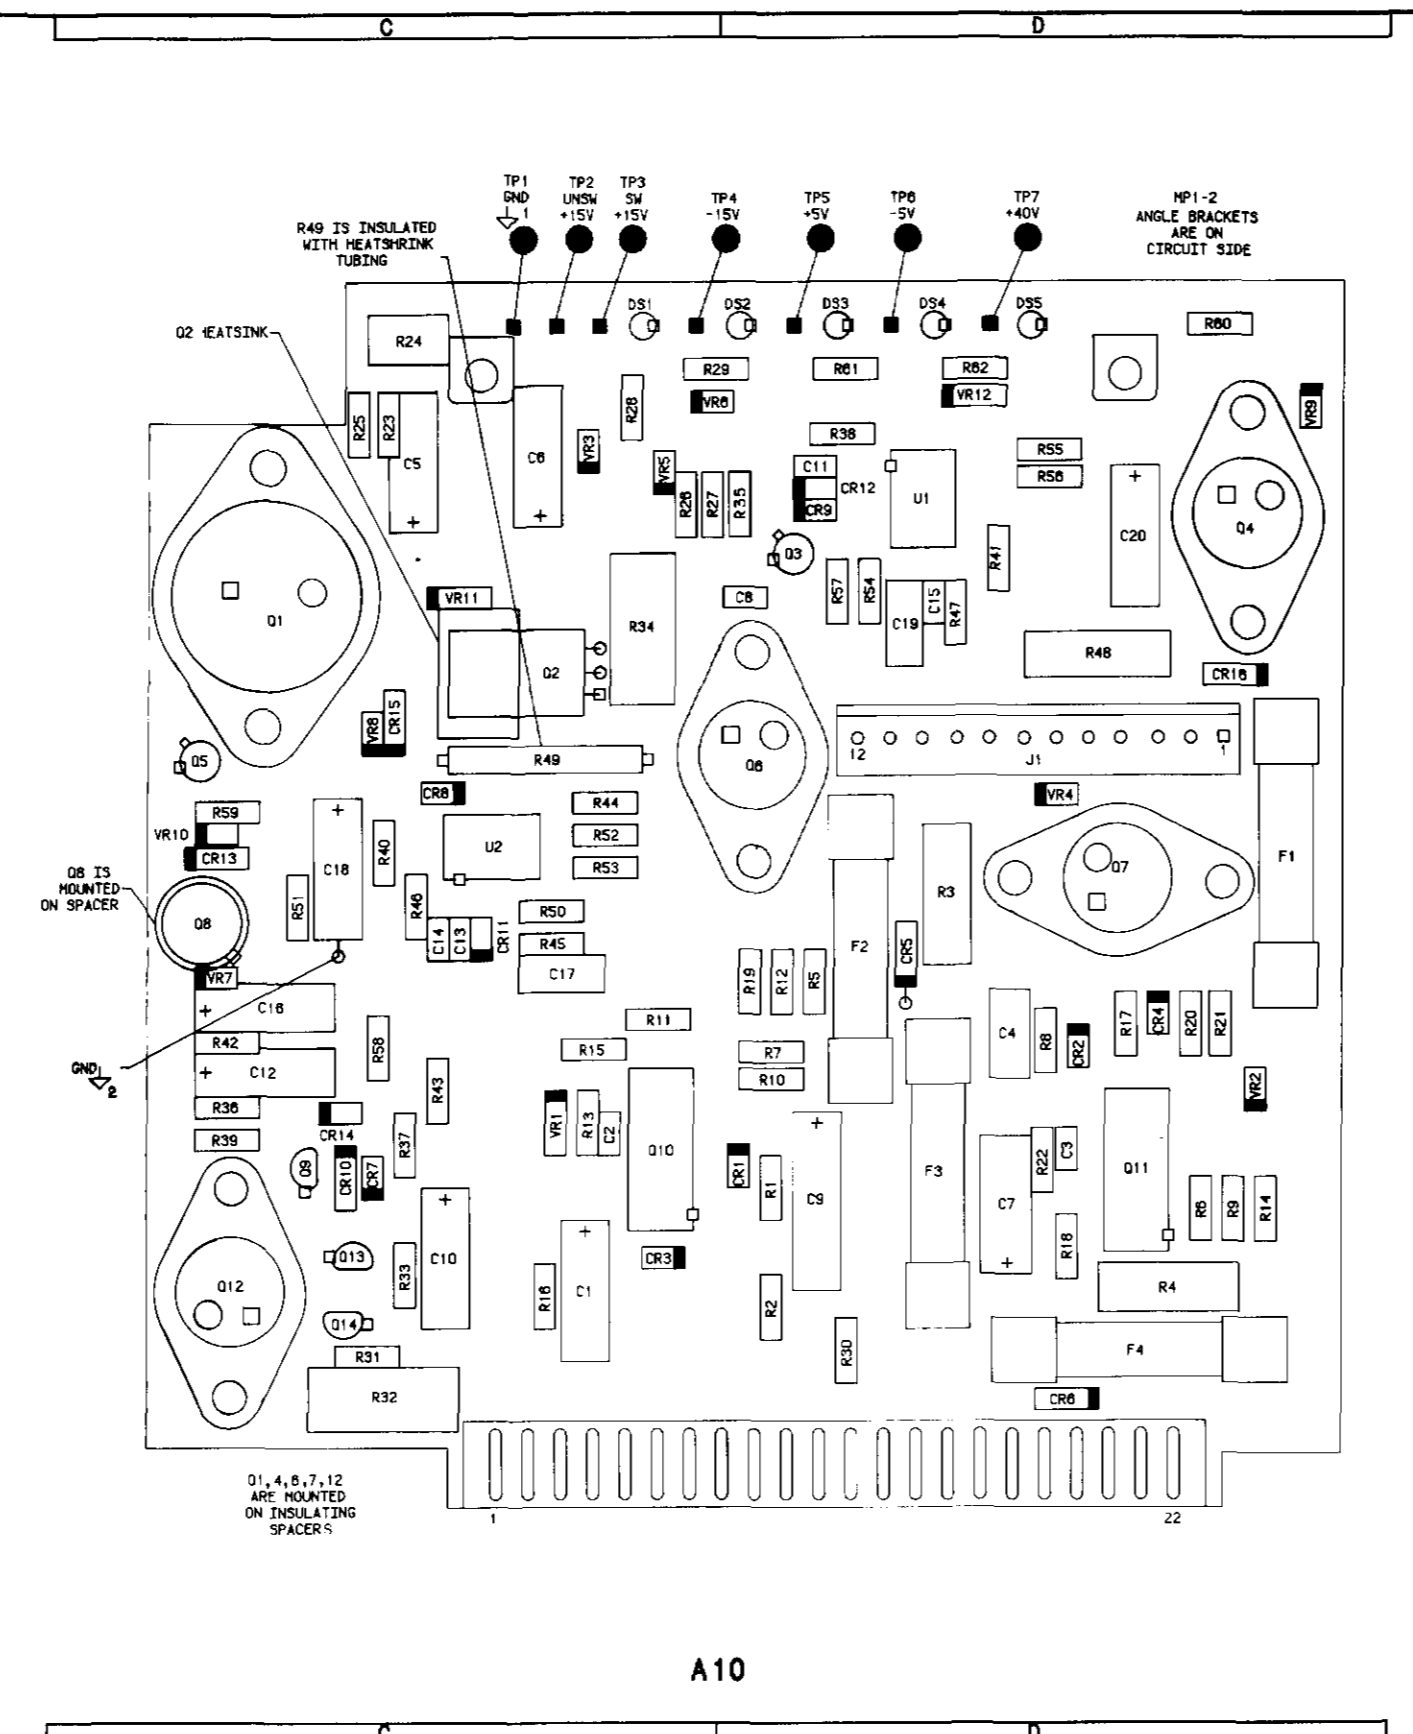 C D
TP1
GND
1
TP2
UNSW
+15V
TP3
SW
+15V
TP4
-15V
TP5
+5V
TP6
-5V
TP7
+40V
MP1-2
ANGLE BRACKETS
ARE ON
CIRCUIT SIDE
R49 IS INSULATED
WITH HEATSHRINK
TUBING
DS1 DS2 DS3 DS4 DS5
R60
Q2 HEATSINK
R24
R29 R61 R62
VR6 VR12 VR9
R25 R23 R28
C5 C6 VR3 R38 R55
VR5 C11 R56
R26 R27 R35 CR12 U1
CR9 C20 Q4
Q3 R41
R57 R54
VR11 C8 C15 R47
Q1 R34 C19
R48
Q2 CR16
VR8 CR15
Q5 R49 Q6 12 J1 1
CR8 VR4
R59 R44
VR10 R52
CR13 U2 R53
R40 C18 R3 Q7 F1
Q8 IS
MOUNTED
ON SPACER
Q8 R51 R46 R50
C14 C13 CR11 R45 F2 CR5
VR7 C17 R19 R12 R5
C16 R11 C4 R8 CR2 R17 CR4 R20 R21
R42 R58 R15 R7
GND
2
C12 R43 R10
R36 VR2
CR14 VR1 R13 C2
R39 R37 Q10 CR1 R22 C3 Q11
Q9 CR10 CR7 R1 C9 F3 C7 R6 R9 R14
Q13 C10 CR3 R18
Q12 R33 R16 C1 R2 R4
Q14
R31 R30 F4
R32 CR6
Q1,4,6,7,12
ARE MOUNTED
ON INSULATING
SPACERS
1 22
A10
C D